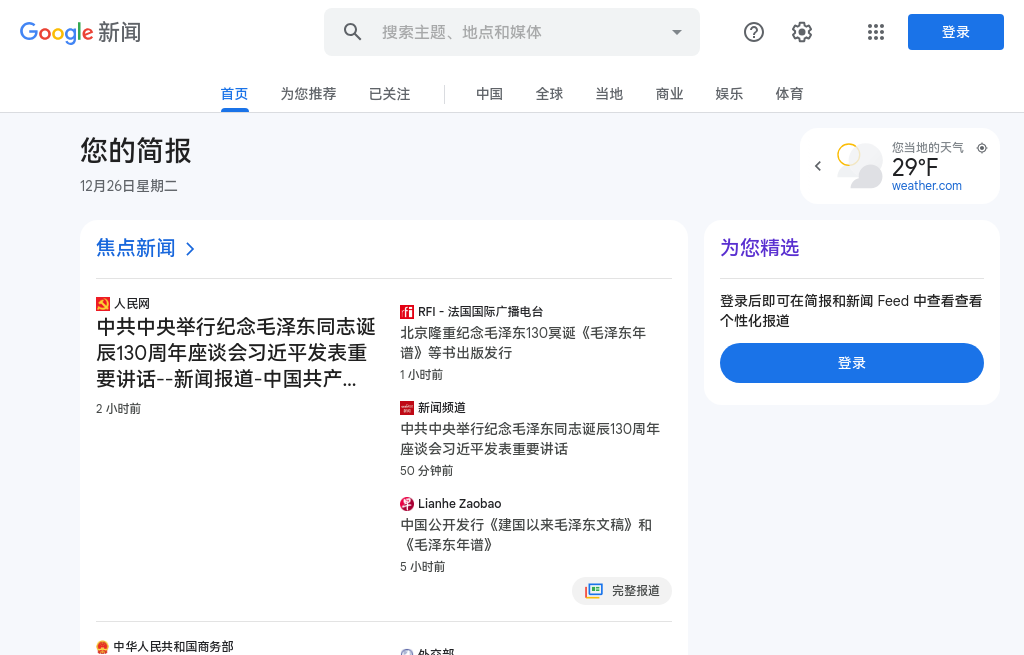 Google 新闻
搜索主题、地点和媒体
登录
首页
为您推荐
已关注
中国
全球
当地
商业
娱乐
体育
您的简报
12月26日星期二
您当地的天气
29°F
weather.com
焦点新闻
人民网
中共中央举行纪念毛泽东同志诞
辰130周年座谈会习近平发表重
要讲话--新闻报道-中国共产...
2 小时前
RFI - 法国国际广播电台
北京隆重纪念毛泽东130冥诞《毛泽东年
谱》等书出版发行
1 小时前
新闻频道
中共中央举行纪念毛泽东同志诞辰130周年
座谈会习近平发表重要讲话
50 分钟前
Lianhe Zaobao
中国公开发行《建国以来毛泽东文稿》和
《毛泽东年谱》
5 小时前
完整报道
中华人民共和国商务部
外交部
为您精选
登录后即可在简报和新闻 Feed 中查看查看
个性化报道
登录